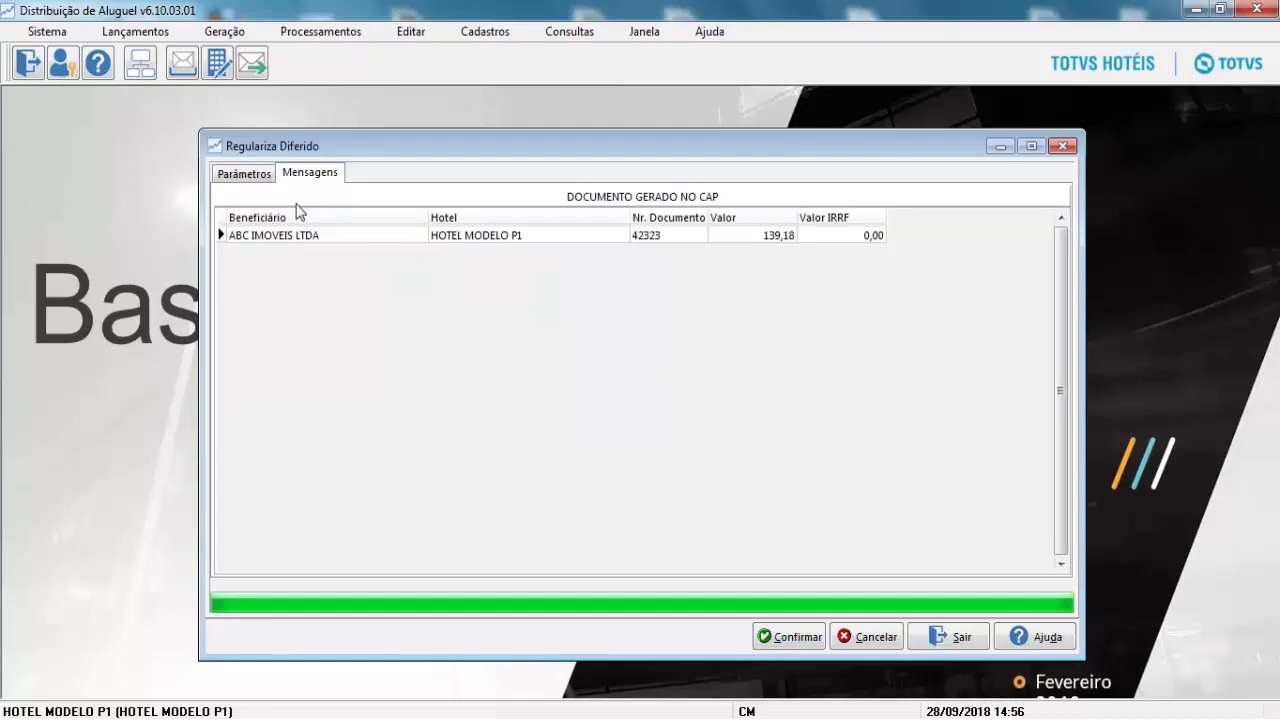 Distribuição de Aluguel v6.10.03.01
Sistema Lançamentos Geração Processamentos Editar Cadastros Consultas Janela Ajuda
TOTVS HOTÉIS TOTVS
Bas
Regulariza Diferido
Parâmetros Mensagens
DOCUMENTO GERADO NO CAP
Beneficiário Hotel Nr. Documento Valor Valor IRRF
ABC IMOVEIS LTDA HOTEL MODELO P1 42323 139,18 0,00
Confirmar Cancelar Sair Ajuda
Fevereiro
HOTEL MODELO P1 (HOTEL MODELO P1) CM 28/09/2018 14:56